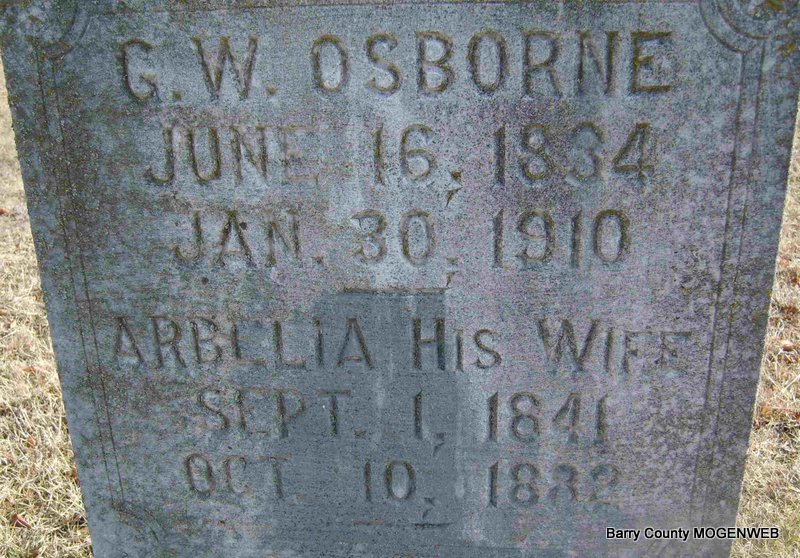 G. W. OSBORNE
JUNE 16, 1834
JAN. 30, 1910
ARBELIA HIS WIFE
SEPT. 1, 1841
OCT. 10, 1882
Barry County MOGENWEB